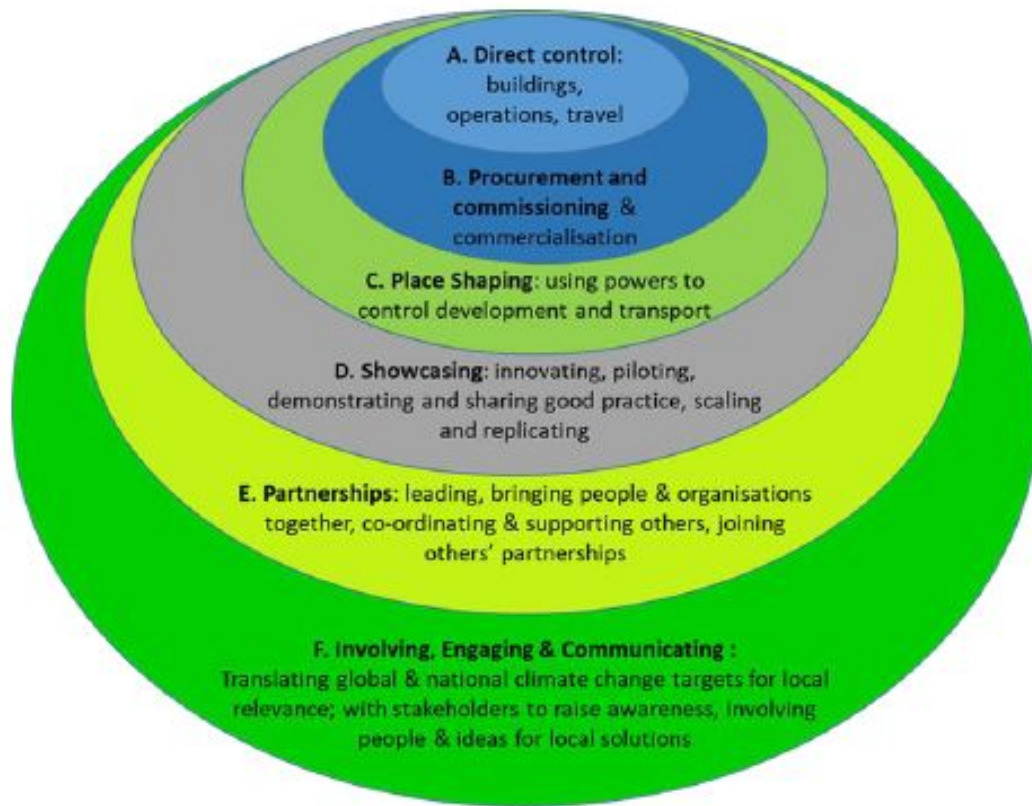 A. Direct control:
buildings,
operations, travel
B. Procurement and
commissioning &
commercialisation
C. Place Shaping: using powers to
control development and transport
D. Showcasing: innovating, piloting,
demonstrating and sharing good practice, scaling
and replicating
E. Partnerships: leading, bringing people & organisations
together, co-ordinating & supporting others, joining
others’ partnerships
F. Involving, Engaging & Communicating :
Translating global & national climate change targets for local
relevance; with stakeholders to raise awareness, involving
people & ideas for local solutions